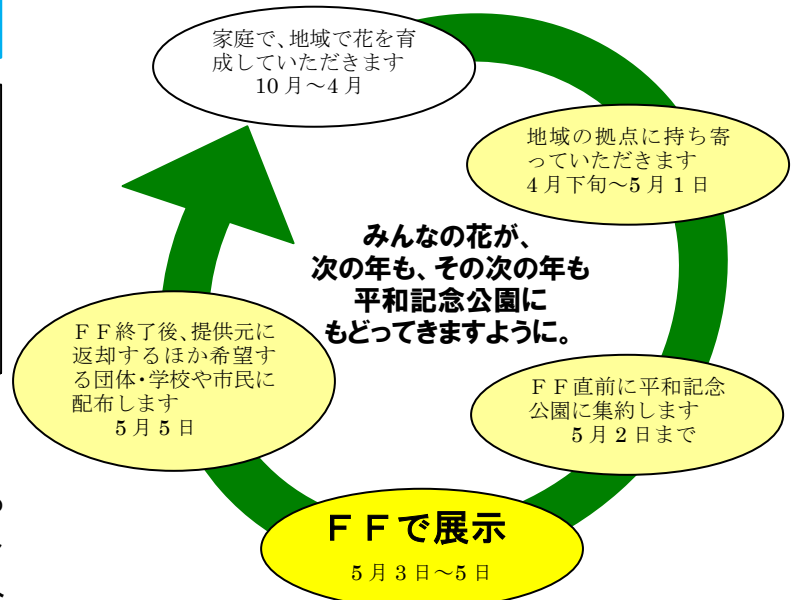 家庭で、地域で花を育
成していただきます
10月～4月
地域の拠点に持ち寄
っていただきます
4月下旬～5月1日
みんなの花が、
次の年も、その次の年も
平和記念公園に
もどってきますように。
ＦＦ直前に平和記念
公園に集約します
5月2日まで
ＦＦで展示
5月3日～5日
ＦＦ終了後、提供元に
返却するほか希望す
る団体・学校や市民に
配布します
5月5日